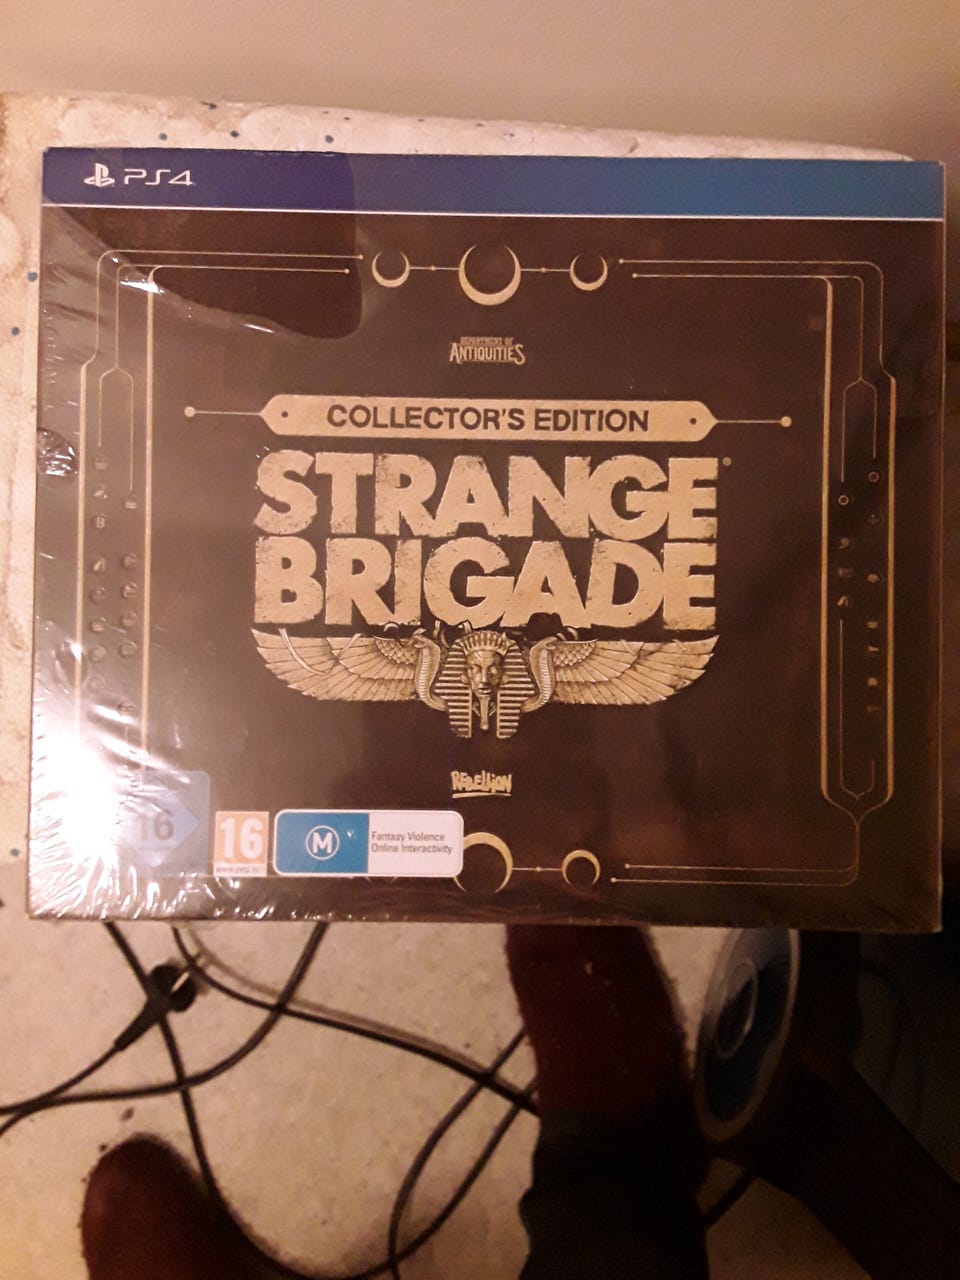 PS4
DEPARTMENT OF
ANTIQUITIES
COLLECTOR'S EDITION
STRANGE
BRIGADE
REBELLION
16
16
M
Fantasy Violence
Online Interactivity